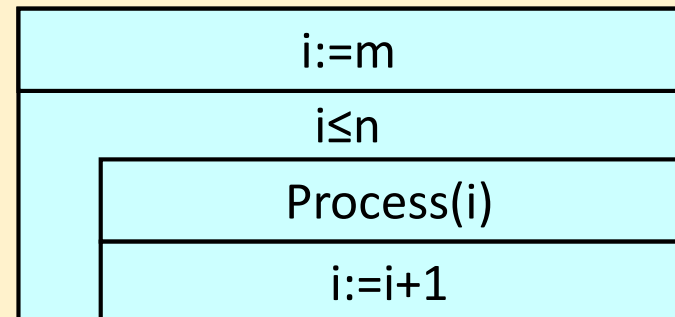 i:=m
i≤n
Process(i)
i:=i+1